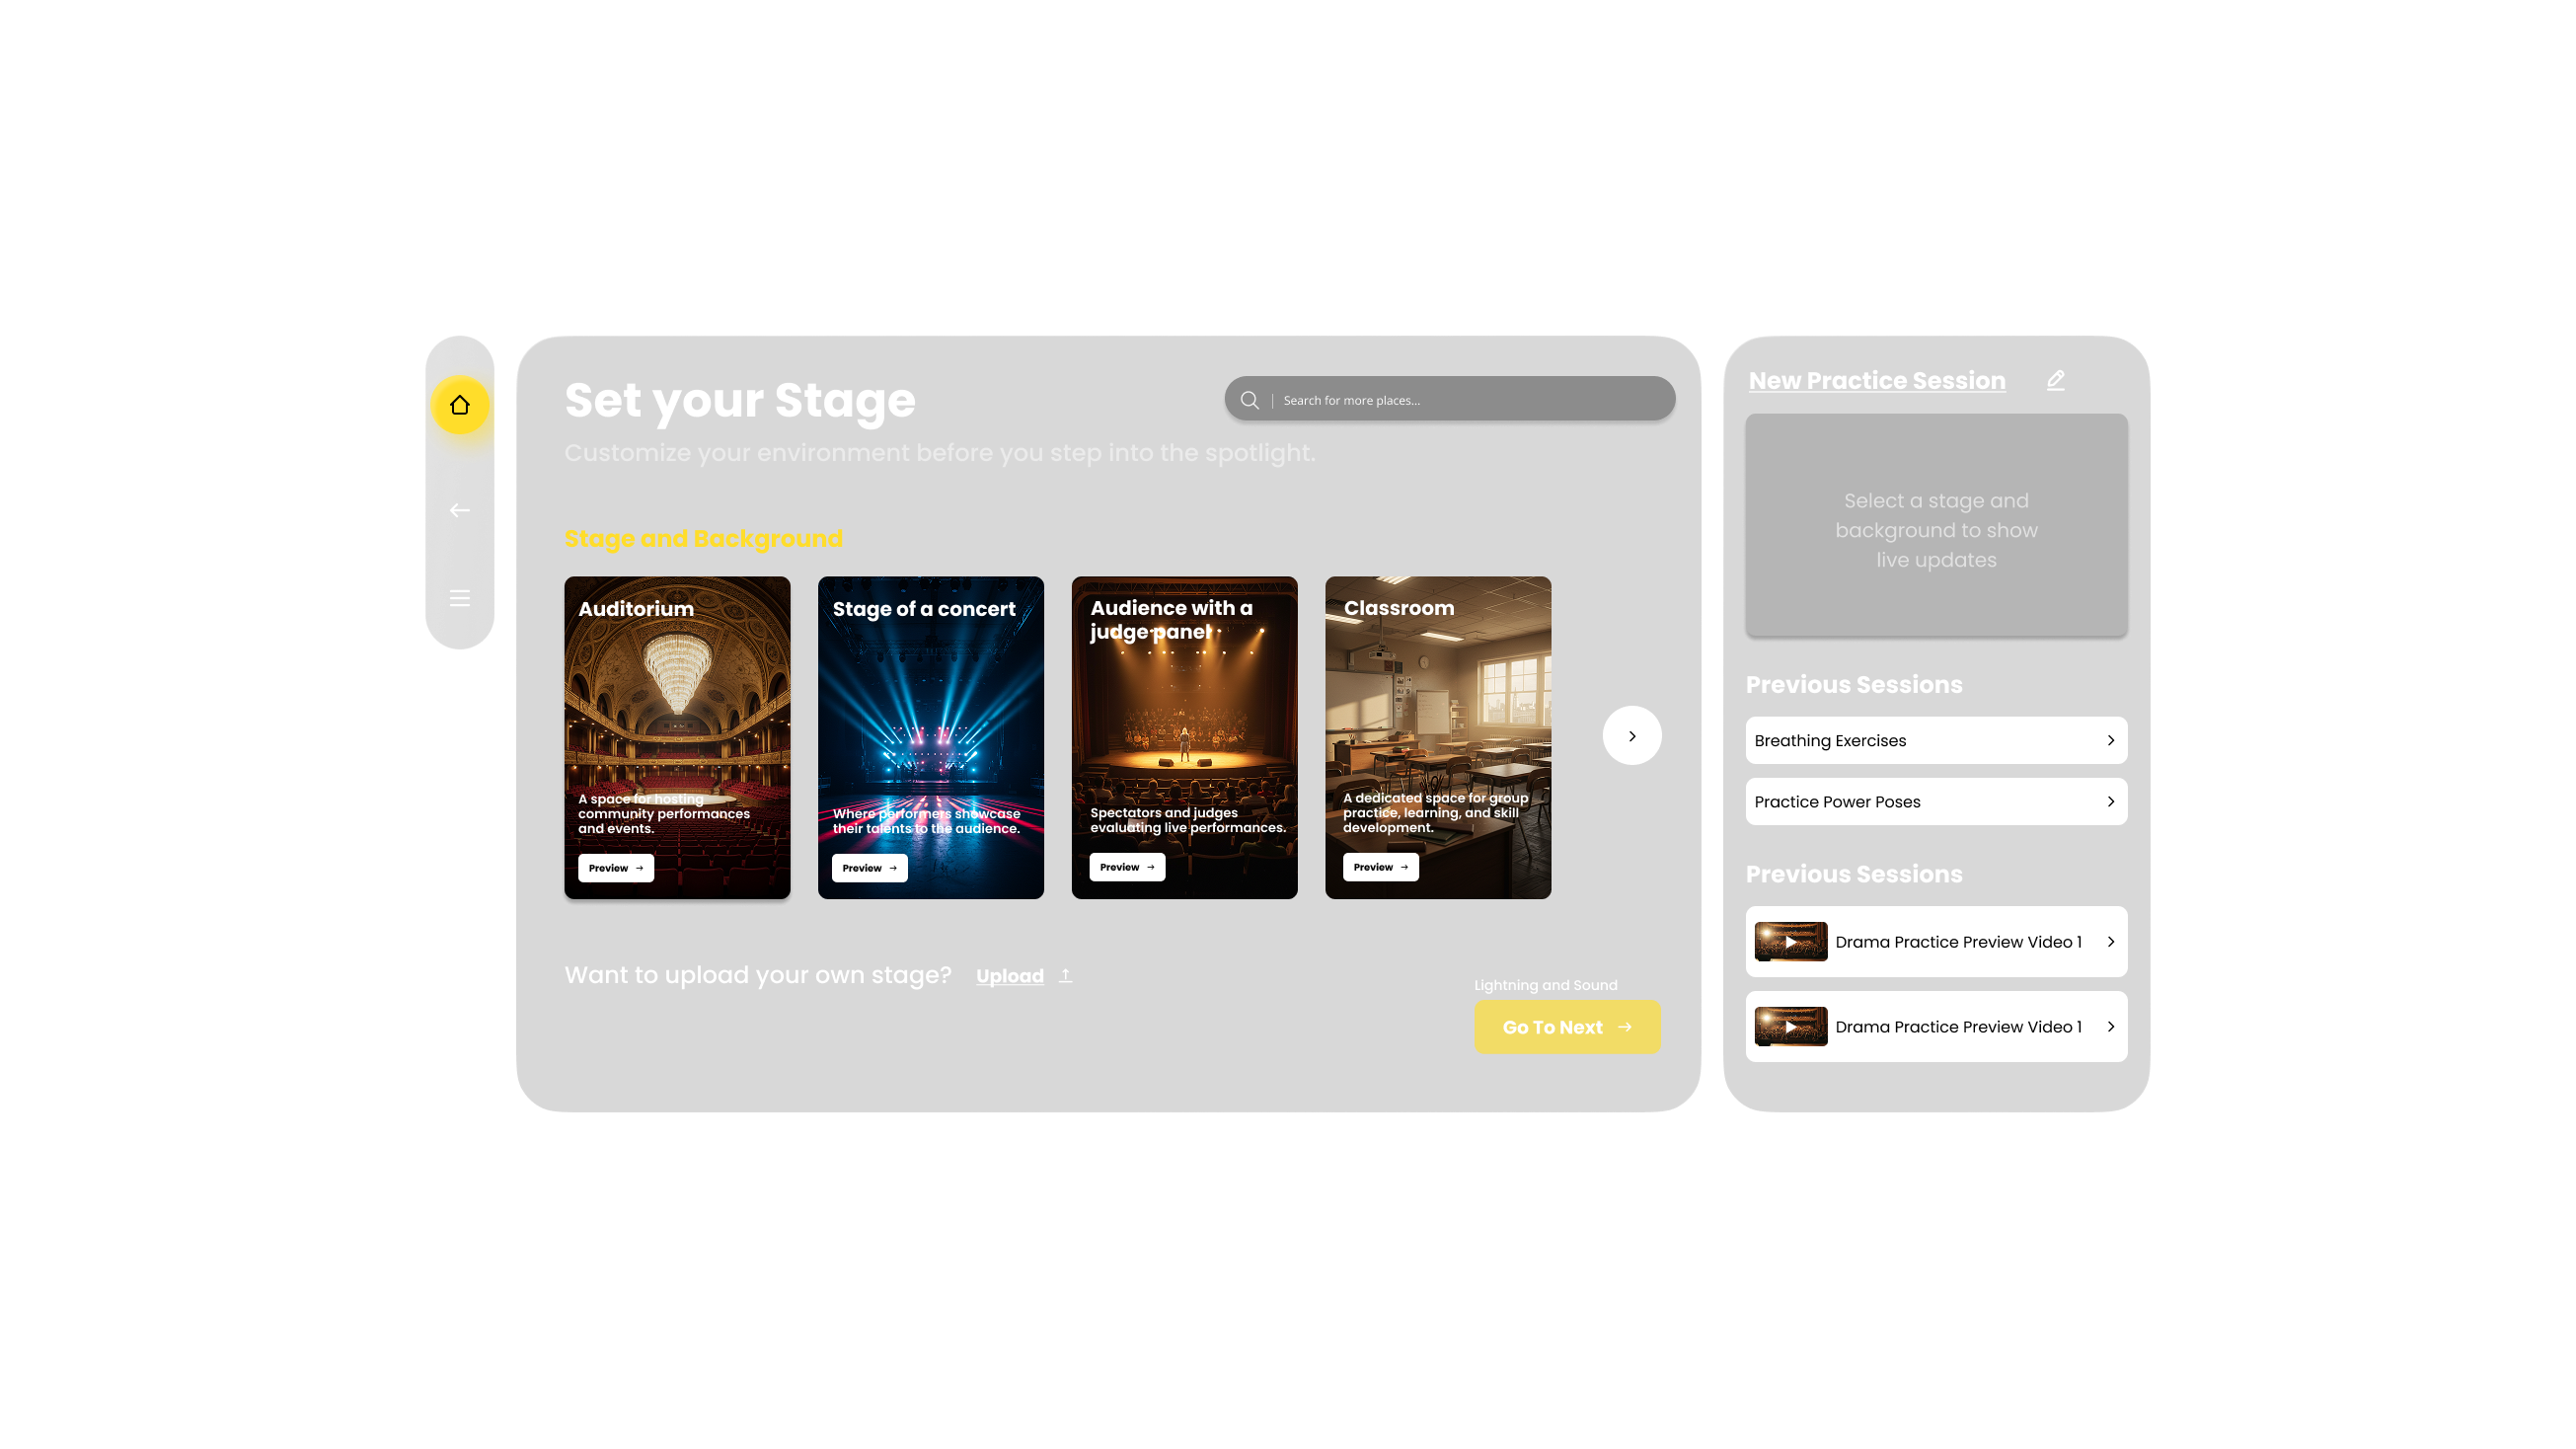 Set your Stage
Search for more places...
Customize your environment before you step into the spotlight.
Stage and Background
Auditorium
A space for hosting
community performances
and events.
Preview
Stage of a concert
Where performers showcase
their talents to the audience.
Preview
Audience with a
judge panel
Spectators and judges
evaluating live performances.
Preview
Classroom
A dedicated space for group
practice, learning, and skill
development.
Preview
Want to upload your own stage? Upload
Lightning and Sound
Go To Next
New Practice Session
Select a stage and
background to show
live updates
Previous Sessions
Breathing Exercises
Practice Power Poses
Previous Sessions
Drama Practice Preview Video 1
Drama Practice Preview Video 1